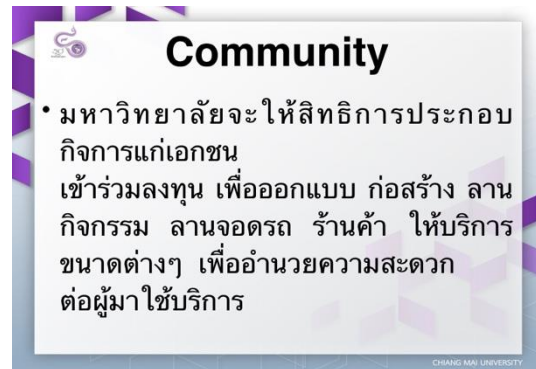 Community
• มหาวิทยาลัยจะให้สิทธิการประกอบ
กิจการแก่เอกชน
เข้าร่วมลงทุน เพื่อออกแบบ ก่อสร้าง ลาน
กิจกรรม ลานจอดรถ ร้านค้า ให้บริการ
ขนาดต่างๆ เพื่ออำนวยความสะดวก
ต่อผู้มาใช้บริการ
CHIANG MAI UNIVERSITY